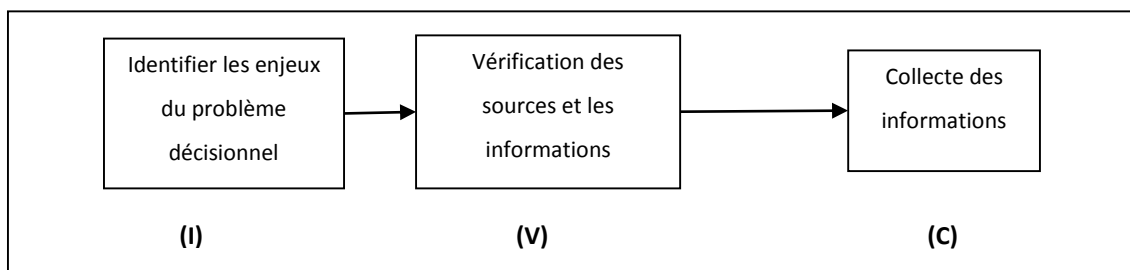 Identifier les enjeux
du problème
décisionnel
Vérification des
sources et les
informations
Collecte des
informations
(I)
(V)
(C)